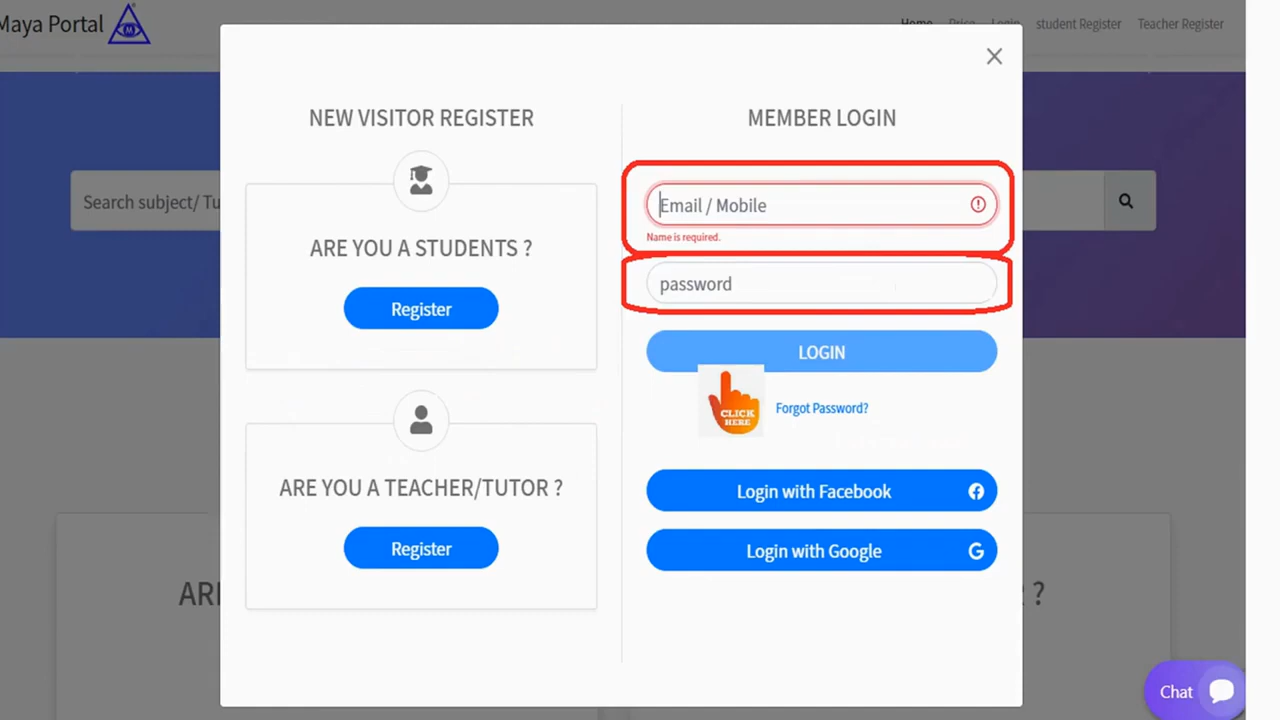 Maya Portal
Home Price Login student Register Teacher Register
NEW VISITOR REGISTER
ARE YOU A STUDENTS ?
Register
ARE YOU A TEACHER/TUTOR ?
Register
MEMBER LOGIN
Email / Mobile
Name is required.
password
LOGIN
CLICK
HERE
Forgot Password?
Login with Facebook
Login with Google
Search subject/ Tu
?
Chat